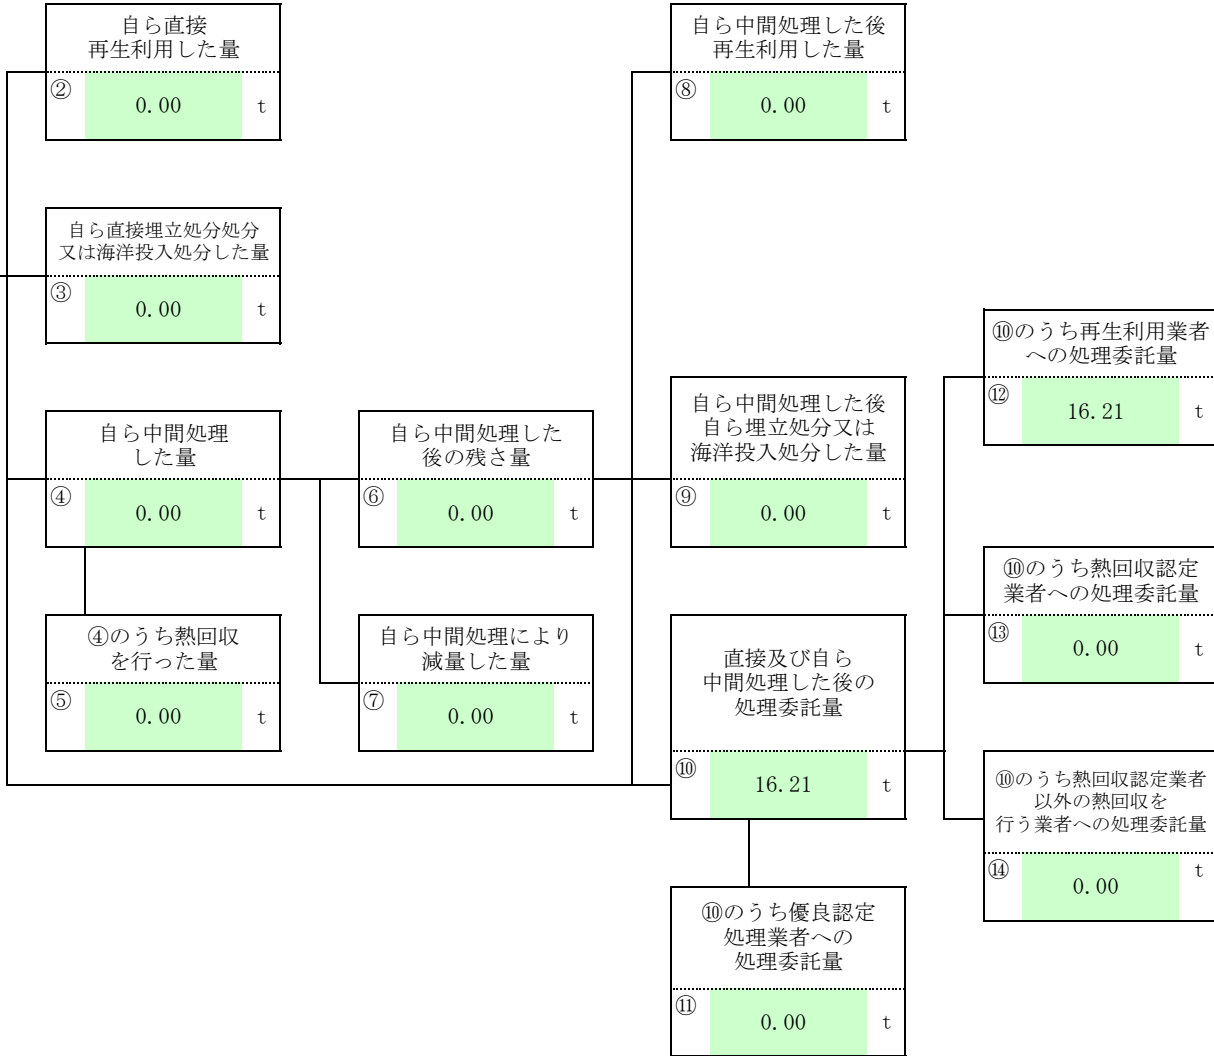 自ら直接
再生利用した量
②
0.00
t
自ら中間処理した後
再生利用した量
⑧
0.00
t
自ら直接埋立処分処分
又は海洋投入処分した量
③
0.00
t
⑩のうち再生利用業者
への処理委託量
⑫
16.21
t
自ら中間処理
した量
④
0.00
t
自ら中間処理した
後の残さ量
⑥
0.00
t
自ら中間処理した後
自ら埋立処分又は
海洋投入処分した量
⑨
0.00
t
⑩のうち熱回収認定
業者への処理委託量
⑬
0.00
t
④のうち熱回収
を行った量
⑤
0.00
t
自ら中間処理により
減量した量
⑦
0.00
t
直接及び自ら
中間処理した後の
処理委託量
⑩
16.21
t
⑩のうち熱回収認定業者
以外の熱回収を
行う業者への処理委託量
⑭
0.00
t
⑩のうち優良認定
処理業者への
処理委託量
⑪
0.00
t